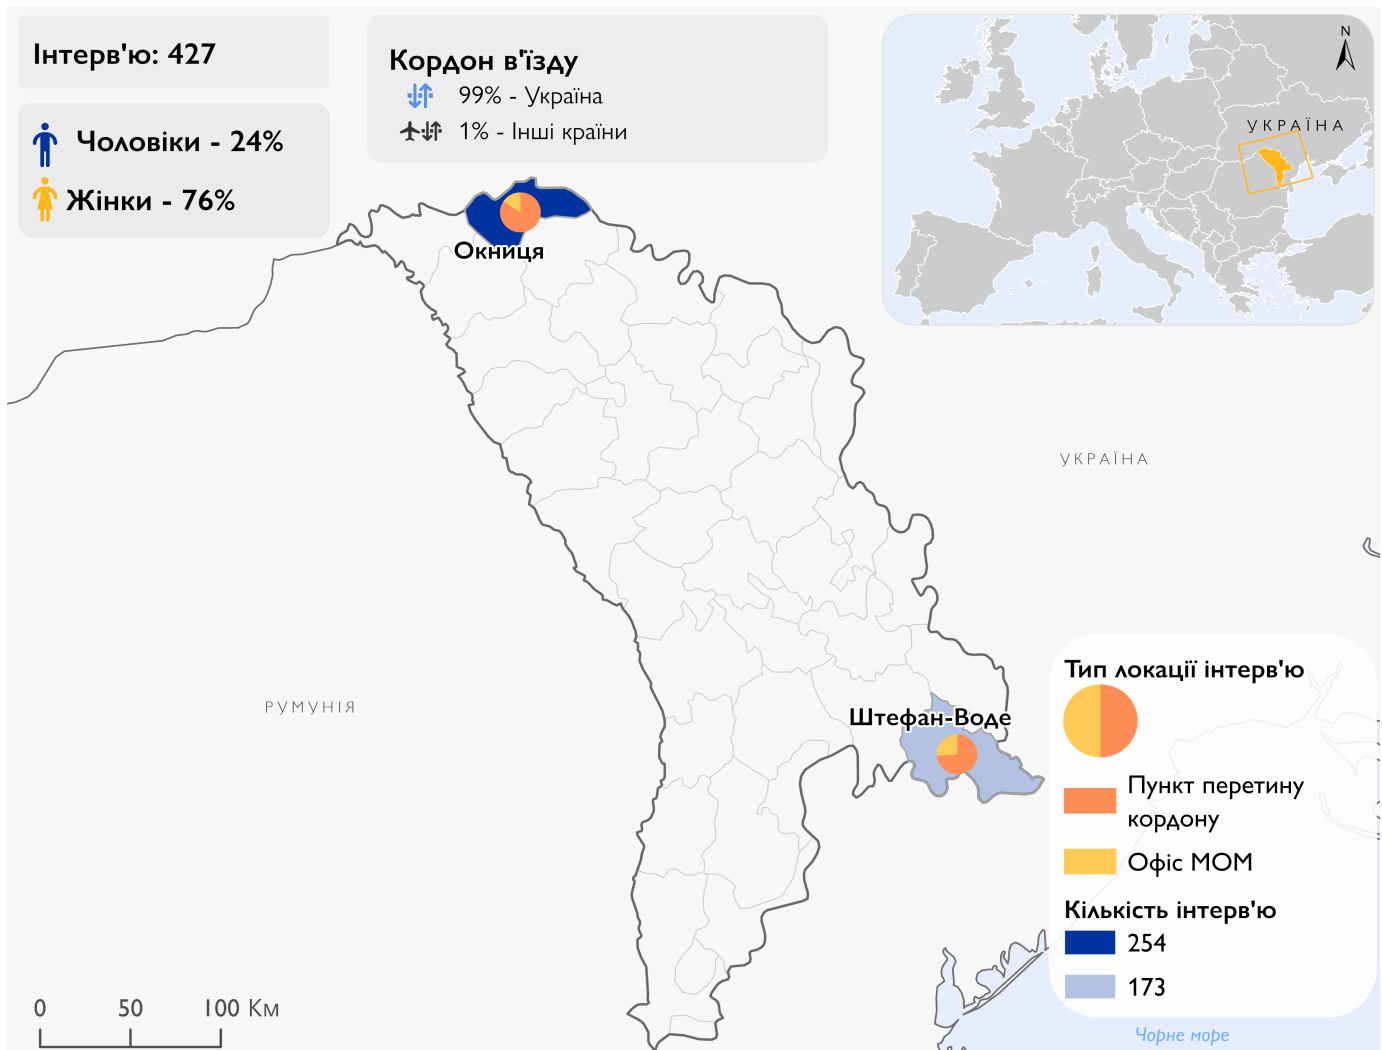 Інтерв'ю: 427
Чоловіки - 24%
Жінки - 76%
Кордон в'їзду
99% - Україна
1% - Інші країни
N
УКРАЇНА
Окниця
УКРАЇНА
РУМУНІЯ
Штефан-Воде
Тип локації інтерв'ю
Пункт перетину
кордону
Офіс МОМ
Кількість інтерв'ю
254
173
0 50 100 Км
Чорне море